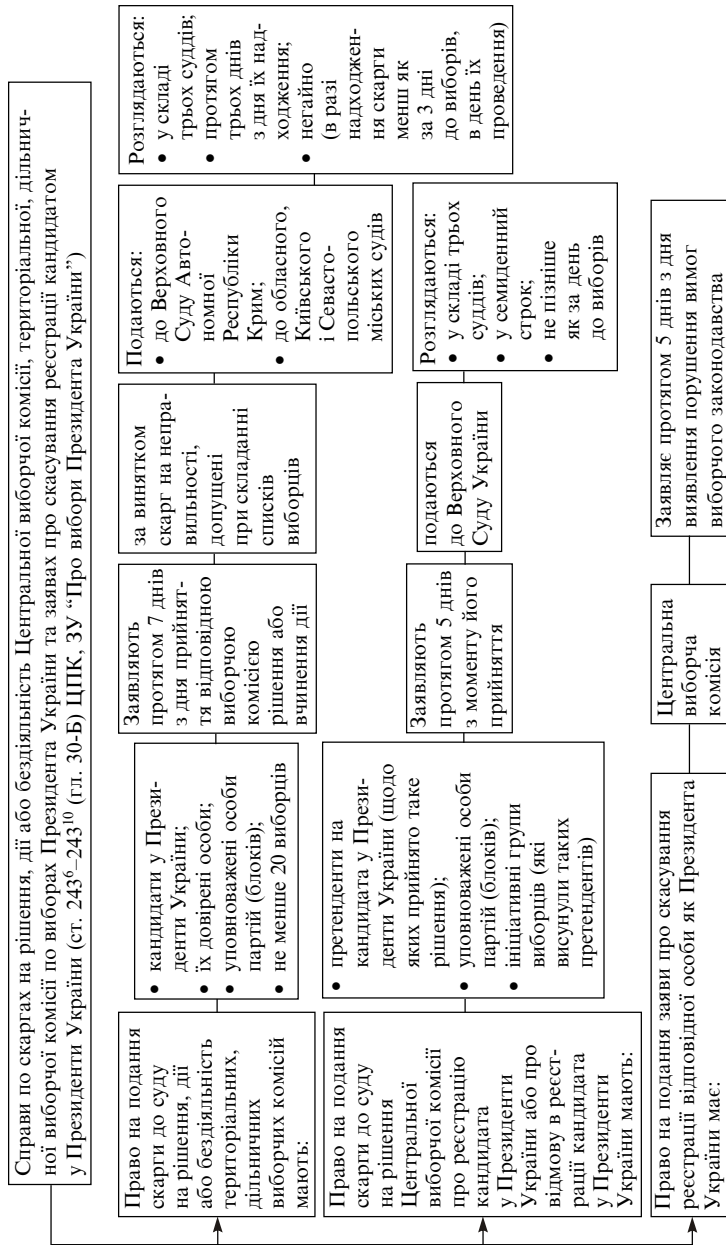 Справи по скаргах на рішення, дії або бездіяльність Центральної виборчої комісії, територіальної, дільнич-
ної виборчої комісії по виборах Президента України та заявах про скасування реєстрації кандидатом
у Президенти України (ст. 243⁶–243¹⁰ (гл. 30-Б) ЦПК, ЗУ “Про вибори Президента України”)
Право на подання
скарги до суду
на рішення, дії
або бездіяльність
територіальних,
дільничних
виборчих комісій
мають:
• кандидати у Прези-
денти України;
• їх довірені особи;
• уповноважені особи
партій (блоків);
• не менше 20 виборців
Заявляють
протягом 7 днів
з дня прийнят-
тя відповідною
виборчою
комісією
рішення або
вчинення дії
за винятком
скарг на непра-
вильності,
допущені
при складанні
списків
виборців
Подаються:
• до Верховного
Суду Авто-
номної
Республіки
Крим;
• до обласного,
Київського
і Севасто-
польського
міських судів
Розглядаються:
• у складі
трьох суддів;
• протягом
трьох днів
з дня їх над-
ходження;
• негайно
(в разі
надходжен-
ня скарги
менш як
за 3 дні
до виборів,
в день їх
проведення)
Право на подання
скарги до суду
на рішення
Центральної
виборчої комісії
про реєстрацію
кандидата
у Президенти
України або про
відмову в реєст-
рації кандидата
у Президенти
України мають:
• претенденти на
кандидата у Прези-
денти України (щодо
яких прийнято таке
рішення);
• уповноважені особи
партій (блоків);
• ініціативні групи
виборців (які
висунули таких
претендентів)
Заявляють
протягом 5 днів
з моменту його
прийняття
подаються
до Верховного
Суду України
Розглядаються:
• у складі трьох
суддів;
• у семиденний
строк;
• не пізніше
як за день
до виборів
Право на подання заяви про скасування
реєстрації відповідної особи як Президента
України має:
Центральна
виборча
комісія
Заявляє протягом 5 днів з дня
виявлення порушення вимог
виборчого законодавства